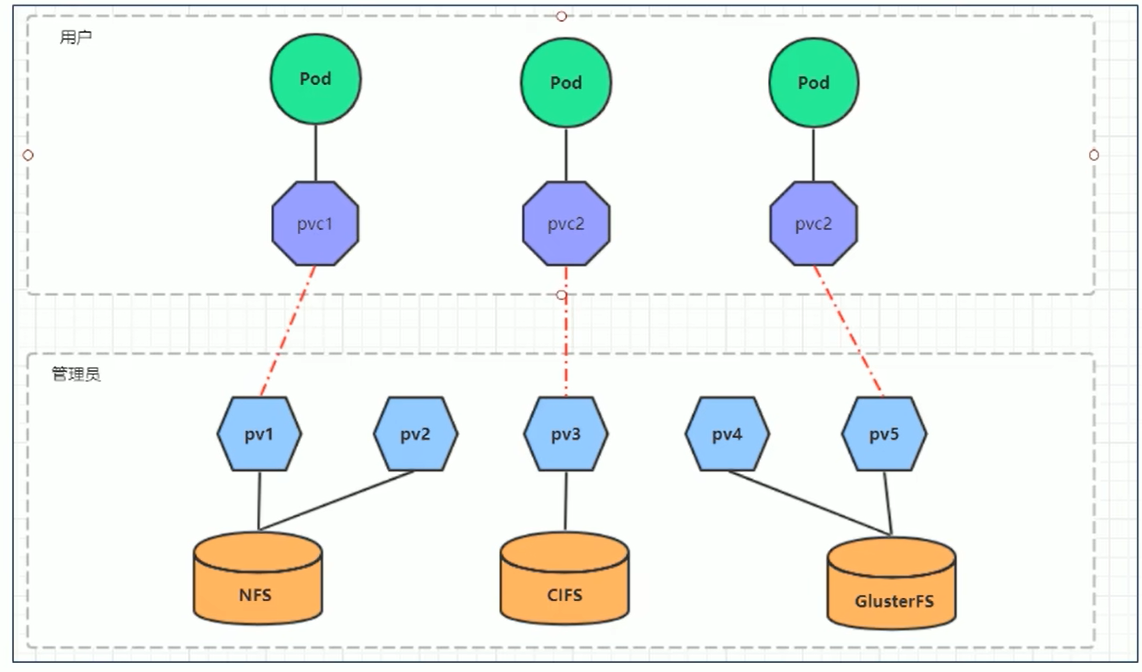 用户
Pod
Pod
Pod
pvc1
pvc2
pvc2
管理员
pv1
pv2
pv3
pv4
pv5
NFS
CIFS
GlusterFS